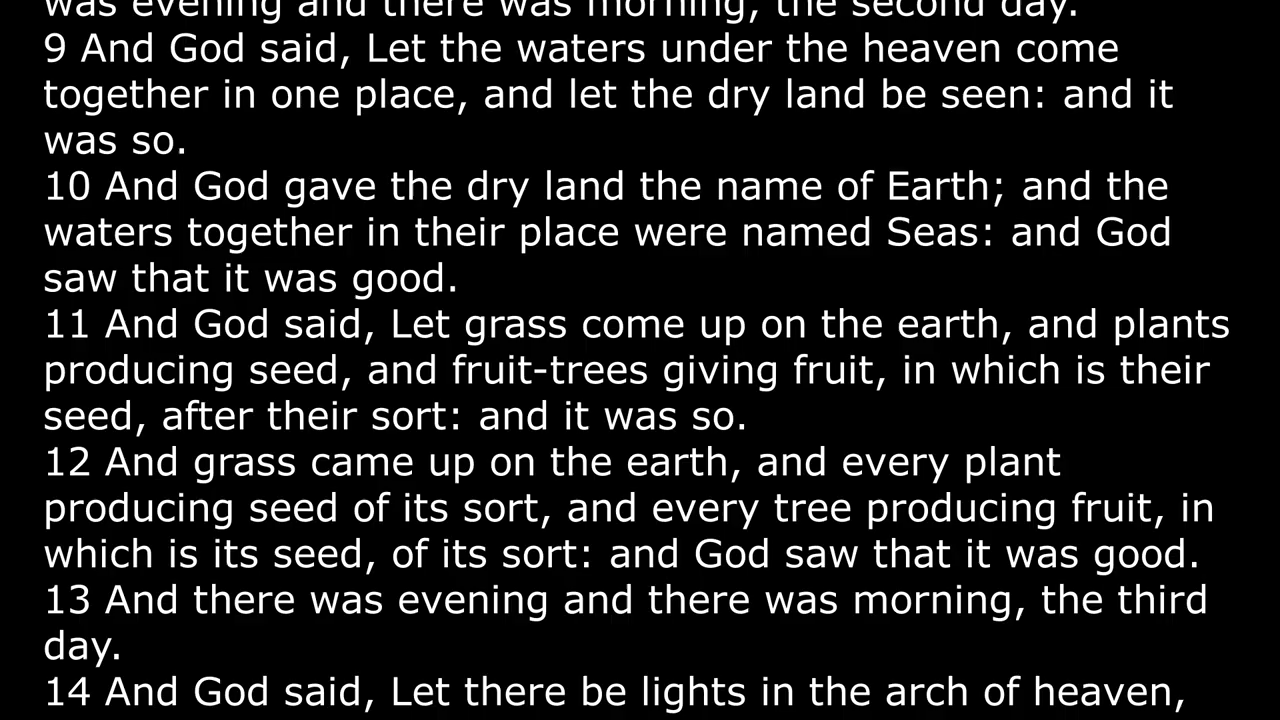 was evening and there was morning, the second day.
9 And God said, Let the waters under the heaven come
together in one place, and let the dry land be seen: and it
was so.
10 And God gave the dry land the name of Earth; and the
waters together in their place were named Seas: and God
saw that it was good.
11 And God said, Let grass come up on the earth, and plants
producing seed, and fruit-trees giving fruit, in which is their
seed, after their sort: and it was so.
12 And grass came up on the earth, and every plant
producing seed of its sort, and every tree producing fruit, in
which is its seed, of its sort: and God saw that it was good.
13 And there was evening and there was morning, the third
day.
14 And God said, Let there be lights in the arch of heaven,